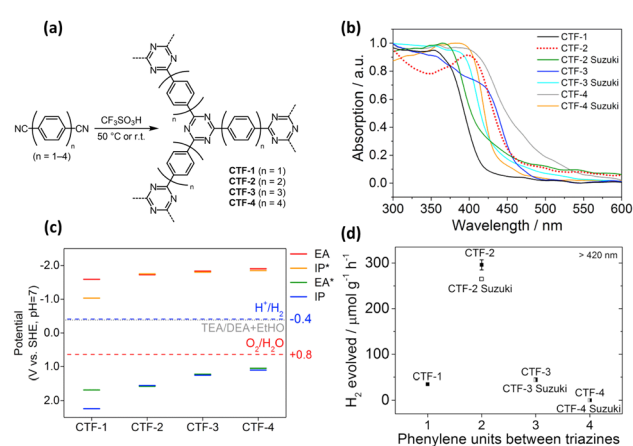 (a)
NC
CN
n
(n = 1–4)
CF3SO3H
50 °C or r.t.
N
n
CTF-1 (n = 1)
CTF-2 (n = 2)
CTF-3 (n = 3)
CTF-4 (n = 4)
(b)
Absorption / a.u.
1.0
0.8
0.6
0.4
0.2
0.0
300 350 400 450 500 550 600
Wavelength / nm
CTF-1
CTF-2
CTF-2 Suzuki
CTF-3
CTF-3 Suzuki
CTF-4
CTF-4 Suzuki
(c)
Potential
(V vs. SHE, pH=7)
-2.0
-1.0
0.0
1.0
2.0
EA
IP*
EA*
IP
H+/H2
-0.4
TEA/DEA+EtHO
O2/H2O
+0.8
CTF-1 CTF-2 CTF-3 CTF-4
(d)
H2 evolved / μmol g-1 h-1
300
200
100
50
0
> 420 nm
CTF-2
CTF-2 Suzuki
CTF-1
CTF-3
CTF-3 Suzuki
CTF-4
CTF-4 Suzuki
1 2 3 4
Phenylene units between triazines